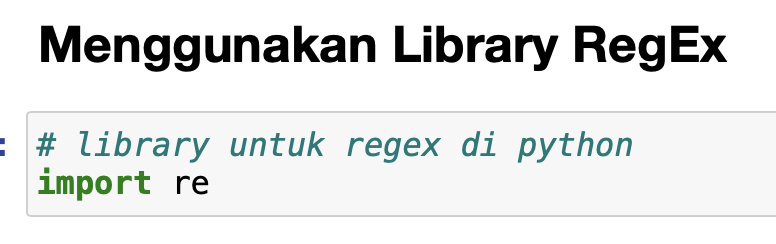 Menggunakan Library RegEx
:
# library untuk regex di python
import re